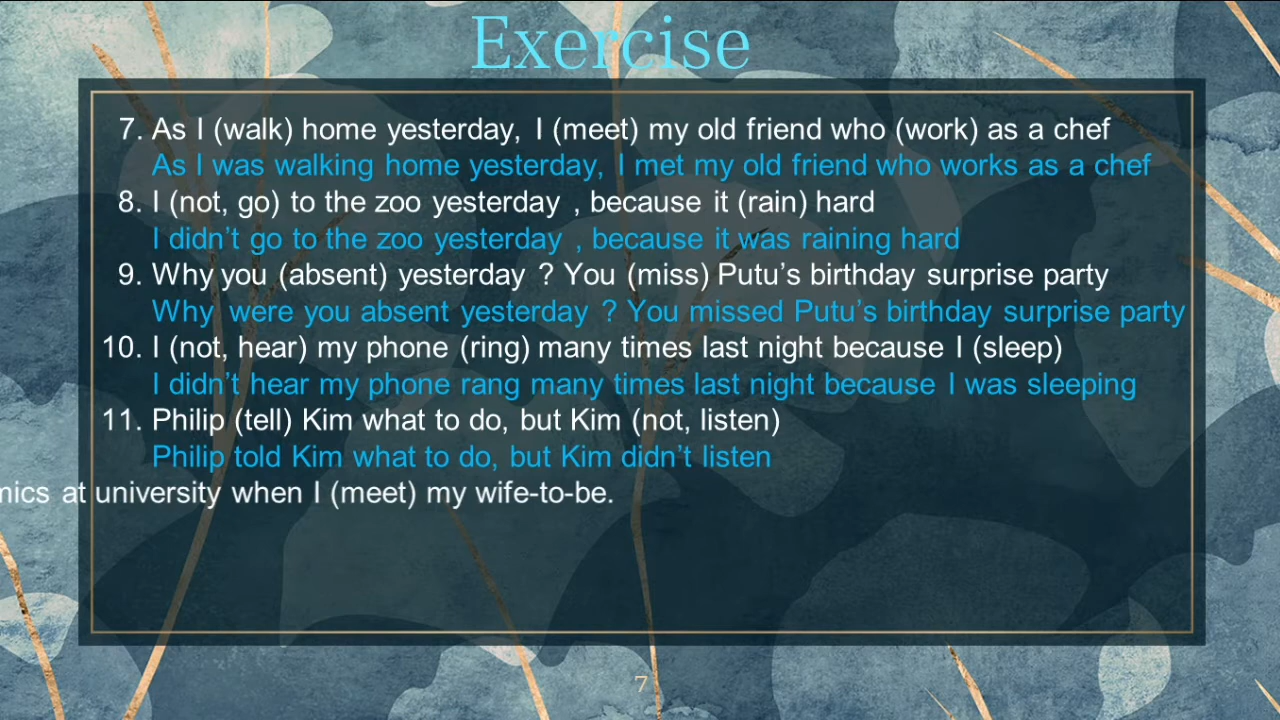 Exercise
7. As I (walk) home yesterday, I (meet) my old friend who (work) as a chef
As I was walking home yesterday, I met my old friend who works as a chef
8. I (not, go) to the zoo yesterday , because it (rain) hard
I didn’t go to the zoo yesterday , because it was raining hard
9. Why you (absent) yesterday ? You (miss) Putu’s birthday surprise party
Why were you absent yesterday ? You missed Putu’s birthday surprise party
10. I (not, hear) my phone (ring) many times last night because I (sleep)
I didn’t hear my phone rang many times last night because I was sleeping
11. Philip (tell) Kim what to do, but Kim (not, listen)
Philip told Kim what to do, but Kim didn’t listen
at university when I (meet) my wife-to-be.
7